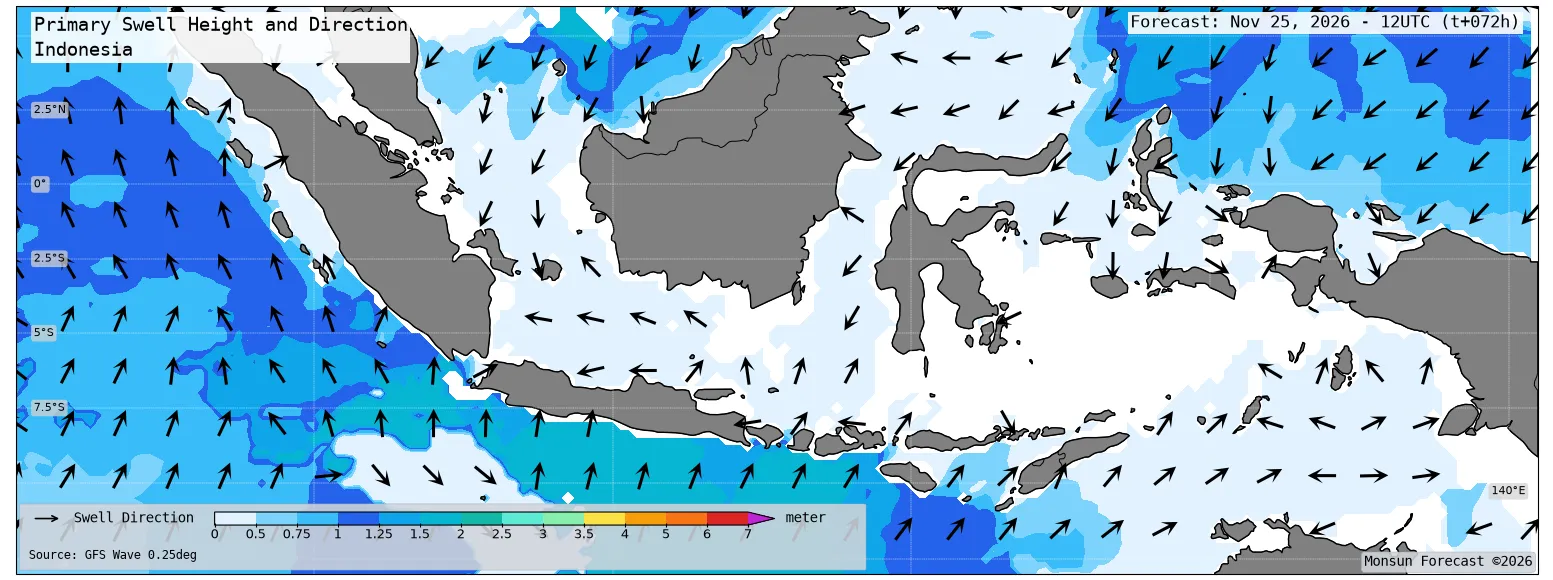 Primary Swell Height and Direction
Indonesia
Forecast: Nov 25, 2026 - 12UTC (t+072h)
2.5°N
0°
2.5°S
5°S
7.5°S
140°E
Swell Direction
meter
0 0.5 0.75 1 1.25 1.5 2 2.5 3 3.5 4 5 6 7
Source: GFS Wave 0.25deg
Monsun Forecast ©2026